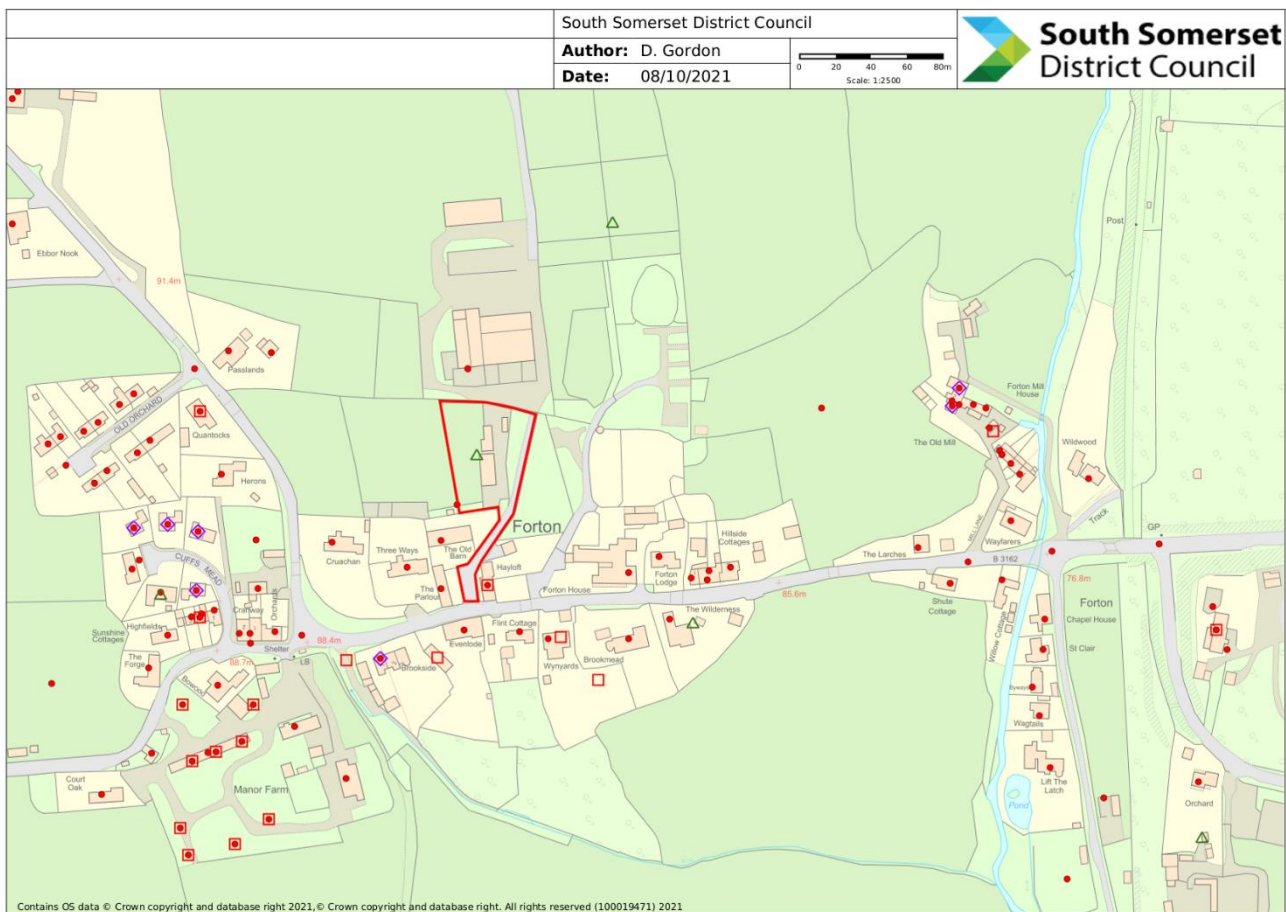 South Somerset District Council
Author: D. Gordon
Date: 08/10/2021
0 20 40 60 80m
Scale: 1:2500
South Somerset
District Council
Ebbor Nook
91.4m
Post
Passlands
OLD ORCHARD
Quantocks
Herons
Forton Mill
House
The Old Mill
Wildwood
Forton
CUFFS MEAD
Cruachan
Three Ways
The Old
Barn
The
Parlour
Hayloft
Forton House
Forton
Lodge
Hillside
Cottages
The Larches
MILL LANE
Wayfarers
B 3162
Track
GP
Highfields
Sunshine
Cottages
Cranway
Orchards
Shelter
LB
88.4m
88.7m
The
Forge
Bowood
Evenlode
Flint Cottage
Brookside
Wynyards
Brookmead
The Wilderness
85.6m
Shute
Cottage
Willow Cottage
76.8m
Forton
Chapel House
St Clair
Byways
Wagtails
Lift The
Latch
Pond
Orchard
Court
Oak
Manor Farm
Contains OS data © Crown copyright and database right 2021,© Crown copyright and database right. All rights reserved (100019471) 2021